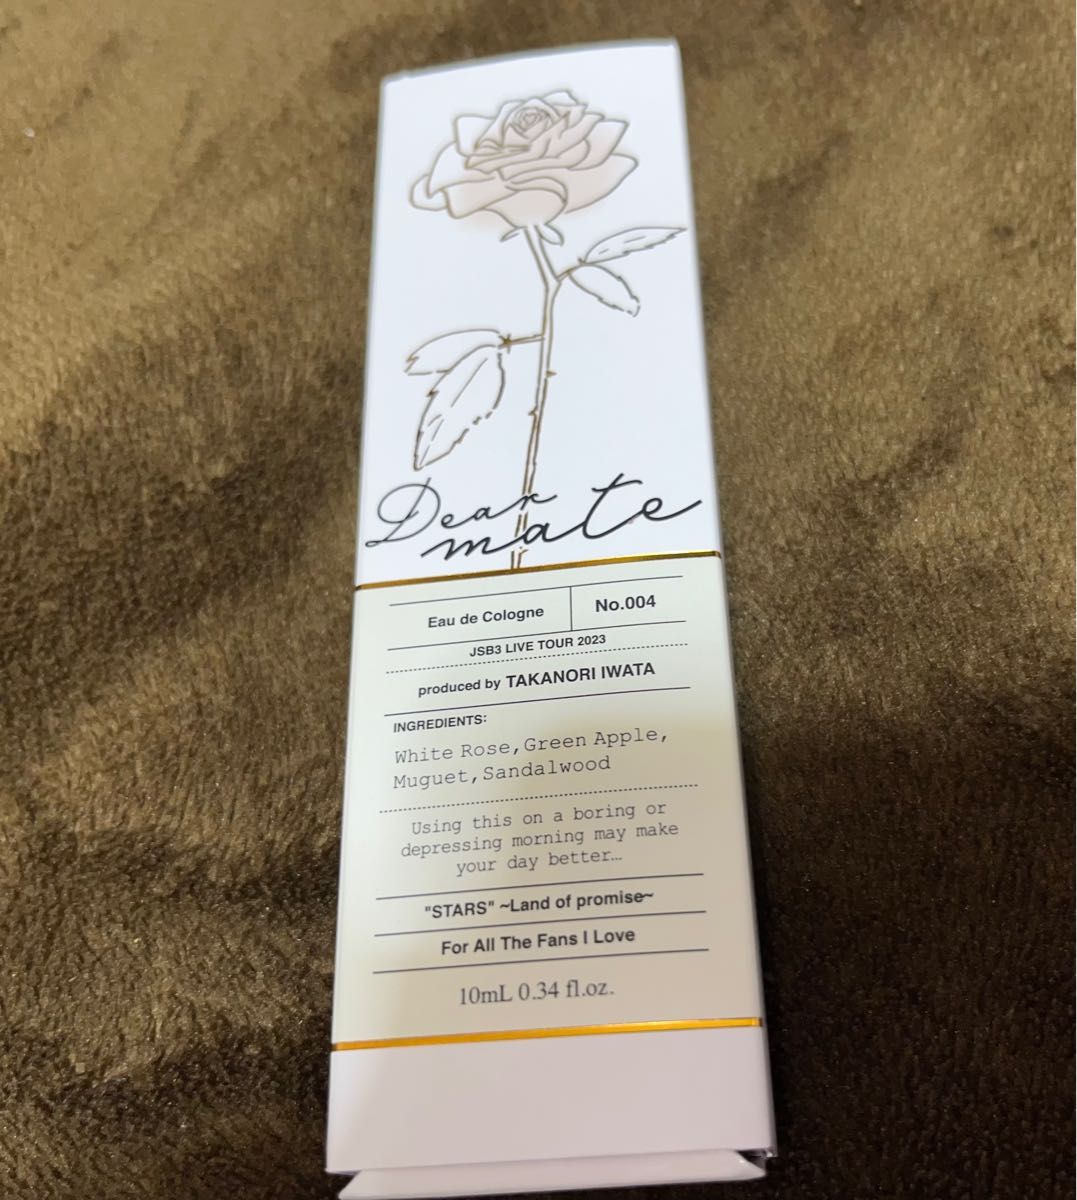 Dear
mate
Eau de Cologne
No.004
JSB3 LIVE TOUR 2023
produced by TAKANORI IWATA
INGREDIENTS:
White Rose,Green Apple,
Muguet,Sandalwood
Using this on a boring or
depressing morning may make
your day better…
"STARS" ~Land of promise~
For All The Fans I Love
10mL 0.34 fl.oz.